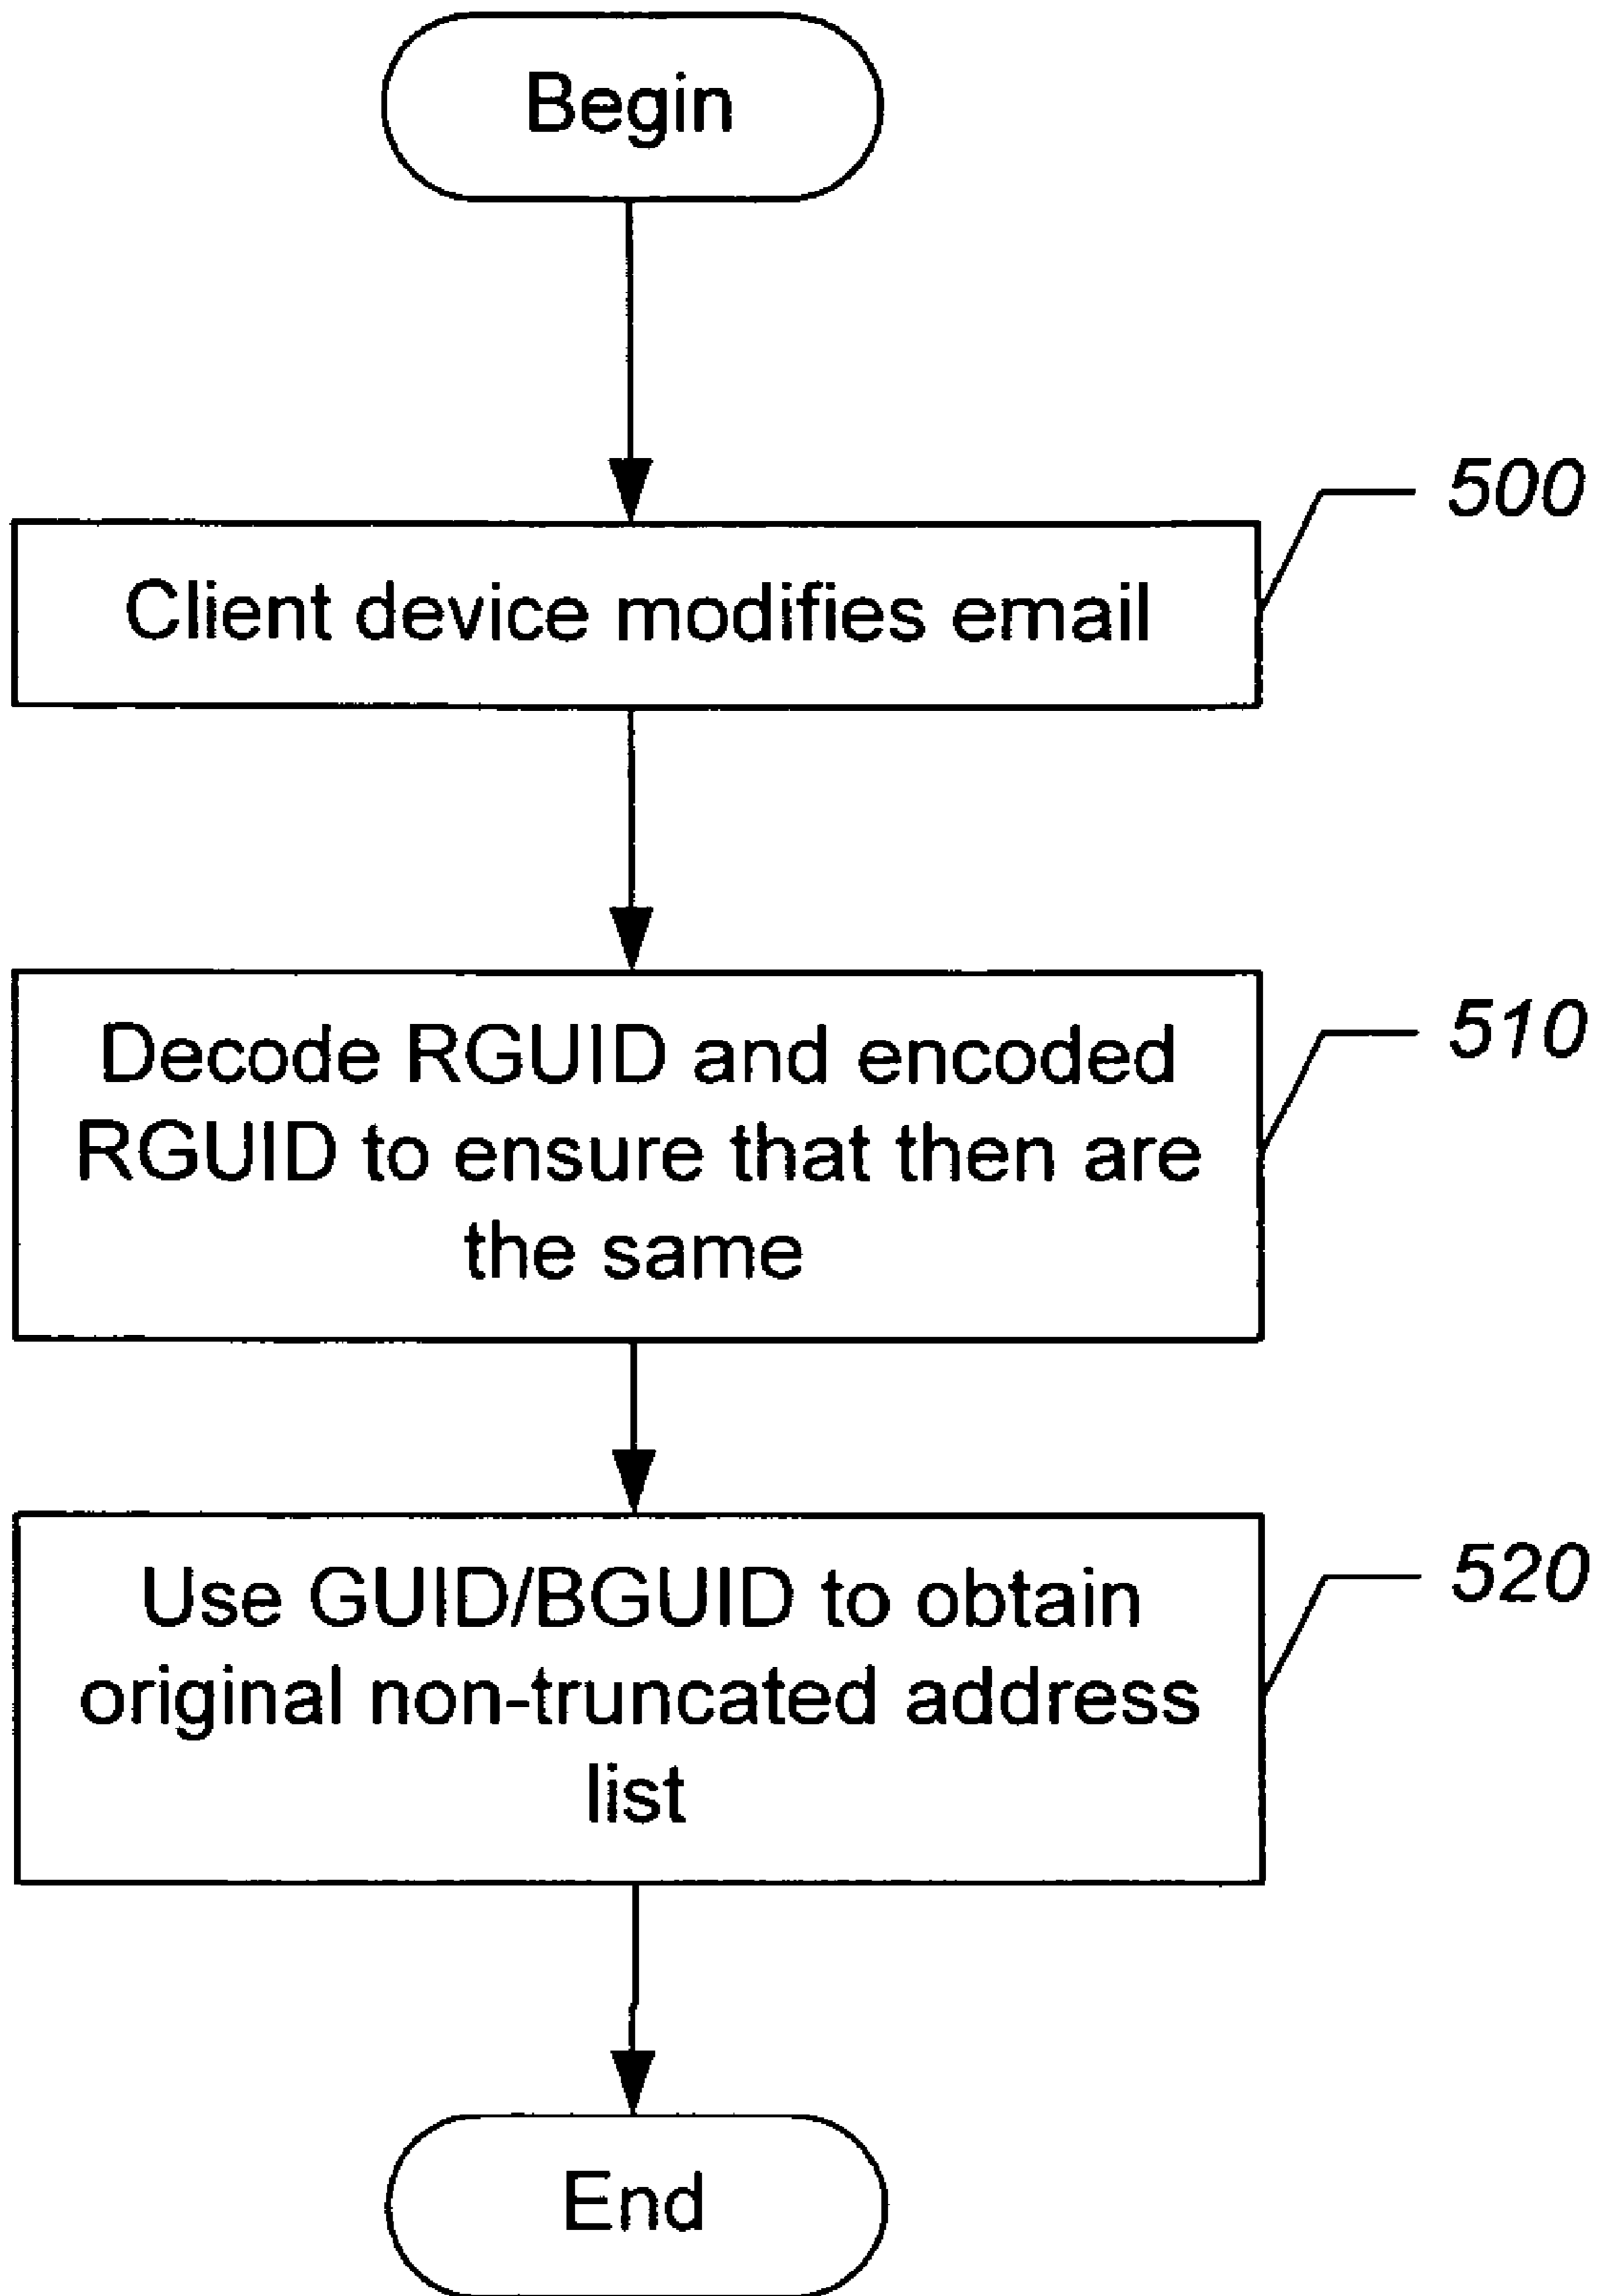 Begin
500
Client device modifies email
510
Decode RGUID and encoded
RGUID to ensure that then are
the same
520
Use GUID/BGUID to obtain
original non-truncated address
list
End